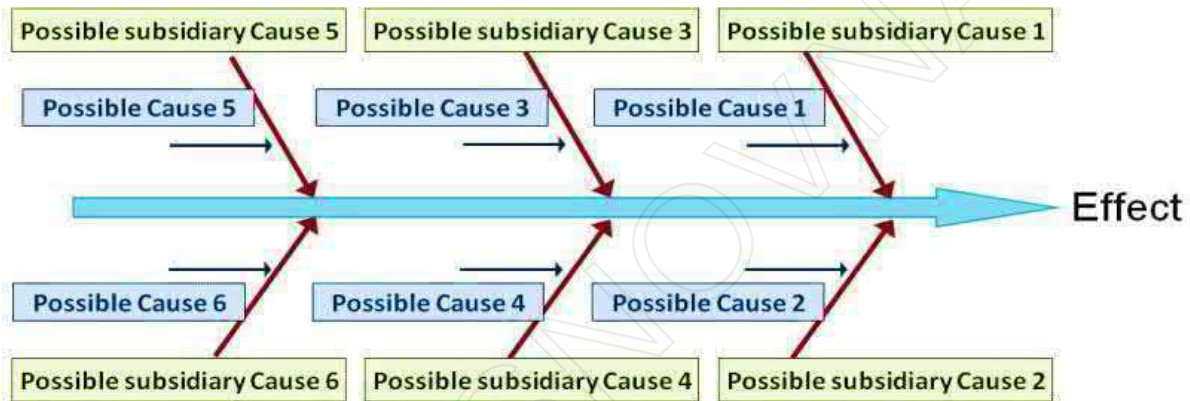 Possible subsidiary Cause 5
Possible subsidiary Cause 3
Possible subsidiary Cause 1
Possible Cause 5
Possible Cause 3
Possible Cause 1
Effect
Possible Cause 6
Possible Cause 4
Possible Cause 2
Possible subsidiary Cause 6
Possible subsidiary Cause 4
Possible subsidiary Cause 2